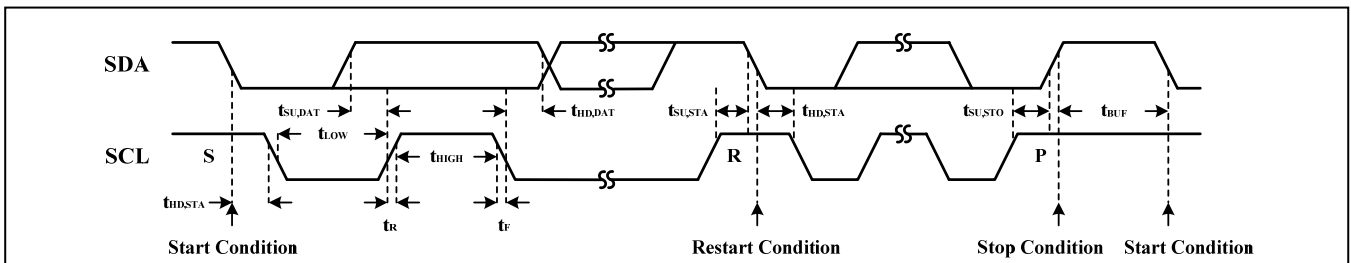 SDA
tSU,DAT
tHD,DAT
tSU,STA
tHD,STA
tSU,STO
tBUF
tLOW
SCL
S
tHIGH
R
P
tHD,STA
tR
tF
Start Condition
Restart Condition
Stop Condition
Start Condition